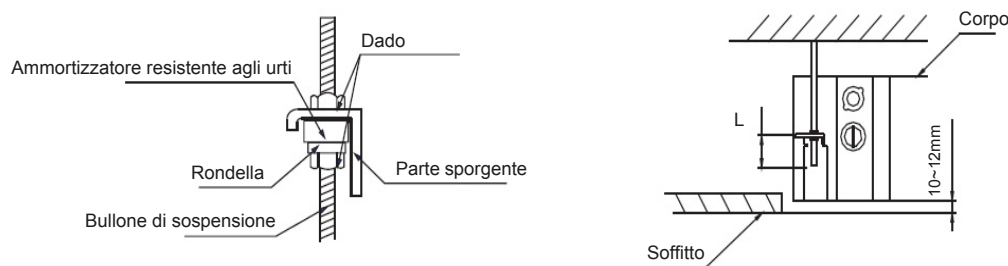 Dado
Ammortizzatore resistente agli urti
Rondella
Parte sporgente
Bullone di sospensione
Corpo
L
10~12mm
Soffitto